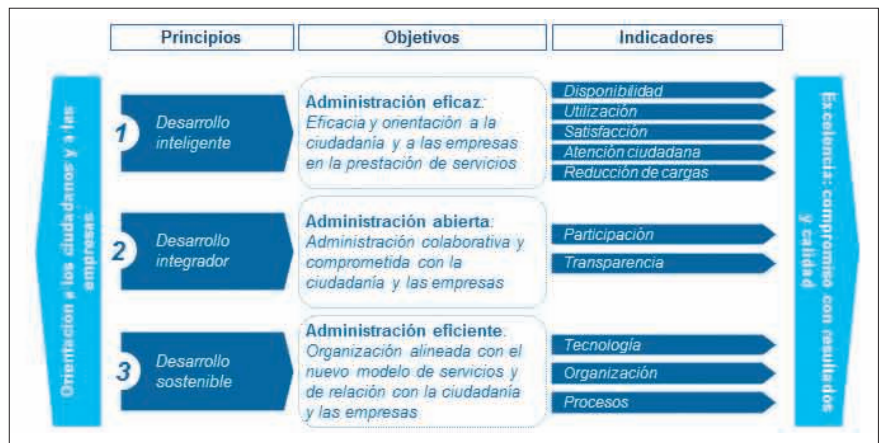 Principios
Objetivos
Indicadores
Orientación a los ciudadanos y a las
empresas
1
Desarrollo
inteligente
Administración eficaz:
Eficacia y orientación a la
ciudadanía y a las empresas
en la prestación de servicios
Disponibilidad
Utilización
Satisfacción
Atención ciudadana
Reducción de cargas
2
Desarrollo
integrador
Administración abierta:
Administración colaborativa y
comprometida con la
ciudadanía y las empresas
Participación
Transparencia
3
Desarrollo
sostenible
Administración eficiente:
Organización alineada con el
nuevo modelo de servicios y
de relación con la ciudadanía
y las empresas
Tecnología
Organización
Procesos
Excelencia: compromiso con resultados
y calidad